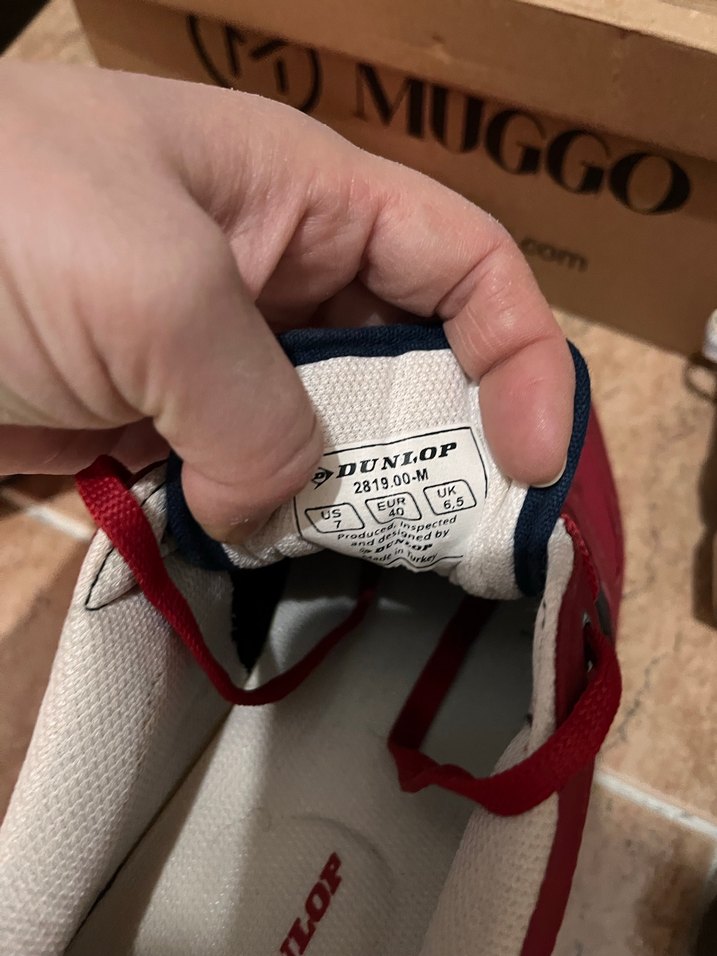 MUGGO
.com
DUNLOP
2819.00-M
US EUR UK
7 40 6,5
Produced, Inspected
and designed by
DUNLOP
Made in Turkey